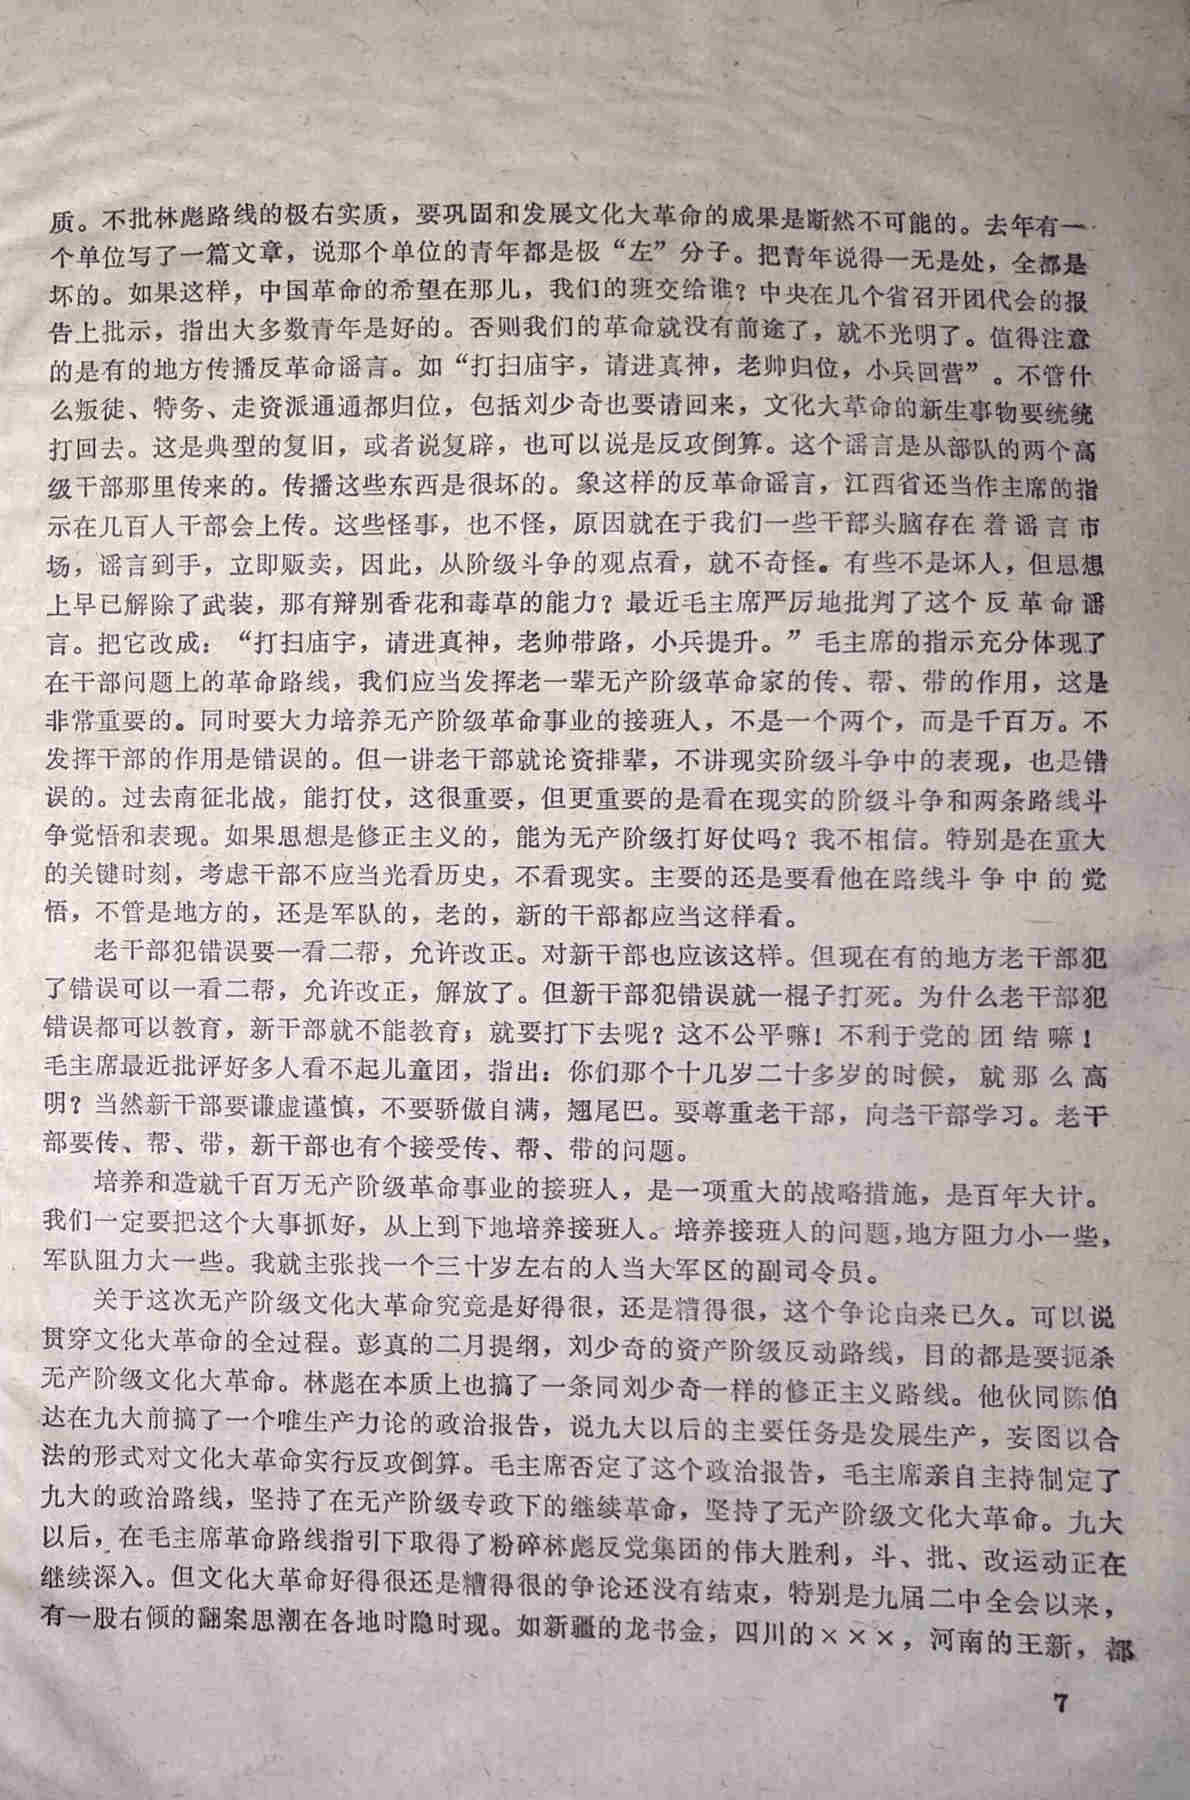 质。不批林彪路线的极右实质，要巩固和发展文化大革命的成果是断然不可能的。去年有一
个单位写了一篇文章，说那个单位的青年都是极“左”分子。把青年说得一无是处，全都是
坏的。如果这样，中国革命的希望在那儿，我们的班交给谁？中央在几个省召开团代会的报
告上批示，指出大多数青年是好的。否则我们的革命就没有前途了，就不光明了。值得注意
的是有的地方传播反革命谣言。如“打扫庙宇，请进真神，老帅归位，小兵回营”。不管什
么叛徒、特务、走资派通通都归位，包括刘少奇也要请回来，文化大革命的新生事物要统统
打回去。这是典型的复旧，或者说复辟，也可以说是反攻倒算。这个谣言是从部队的两个高
级干部那里传来的。传播这些东西是很坏的。象这样的反革命谣言，江西省还当作主席的指
示在几百人干部会上传。这些怪事，也不怪，原因就在于我们一些干部头脑存在着谣言市
场，谣言到手，立即贩卖，因此，从阶级斗争的观点看，就不奇怪。有些不是坏人，但思想
上早已解除了武装，那有辩别香花和毒草的能力？最近毛主席严厉地批判了这个反革命谣
言。把它改成：“打扫庙宇，请进真神，老帅带路，小兵提升。”毛主席的指示充分体现了
在干部问题上的革命路线，我们应当发挥老一辈无产阶级革命家的传、帮、带的作用，这是
非常重要的。同时要大力培养无产阶级革命事业的接班人，不是一个两个，而是千百万。不
发挥干部的作用是错误的。但一讲老干部就论资排辈，不讲现实阶级斗争中的表现，也是错
误的。过去南征北战，能打仗，这很重要，但更重要的是看在现实的阶级斗争和两条路线斗
争觉悟和表现。如果思想是修正主义的，能为无产阶级打好仗吗？我不相信。特别是在重大
的关键时刻，考虑干部不应当光看历史，不看现实。主要的还是要看他在路线斗争中的觉
悟，不管是地方的，还是军队的，老的，新的干部都应当这样看。
老干部犯错误要一看二帮，允许改正。对新干部也应该这样。但现在有的地方老干部犯
了错误可以一看二帮，允许改正，解放了。但新干部犯错误就一棍子打死。为什么老干部犯
错误都可以教育，新干部就不能教育；就要打下去呢？这不公平嘛！不利于党的团结嘛！
毛主席最近批评好多人看不起儿童团，指出：你们那个十几岁二十多岁的时候，就那么高
明？当然新干部要谦虚谨慎，不要骄傲自满，翘尾巴。要尊重老干部，向老干部学习。老干
部要传、帮、带，新干部也有个接受传、帮、带的问题。
培养和造就千百万无产阶级革命事业的接班人，是一项重大的战略措施，是百年大计。
我们一定要把这个大事抓好，从上到下地培养接班人。培养接班人的问题，地方阻力小一些，
军队阻力大一些。我就主张找一个三十岁左右的人当大军区的副司令员。
关于这次无产阶级文化大革命究竟是好得很，还是糟得很，这个争论由来已久。可以说
贯穿文化大革命的全过程。彭真的二月提纲，刘少奇的资产阶级反动路线，目的都是要扼杀
无产阶级文化大革命。林彪在本质上也搞了一条同刘少奇一样的修正主义路线。他伙同陈伯
达在九大前搞了一个唯生产力论的政治报告，说九大以后的主要任务是发展生产，妄图以合
法的形式对文化大革命实行反攻倒算。毛主席否定了这个政治报告，毛主席亲自主持制定了
九大的政治路线，坚持了在无产阶级专政下的继续革命，坚持了无产阶级文化大革命。九大
以后，在毛主席革命路线指引下取得了粉碎林彪反党集团的伟大胜利，斗、批、改运动正在
继续深入。但文化大革命好得很还是糟得很的争论还没有结束，特别是九届二中全会以来，
有一股右倾的翻案思潮在各地时隐时现。如新疆的龙书金，四川的×××，河南的王新，都
7